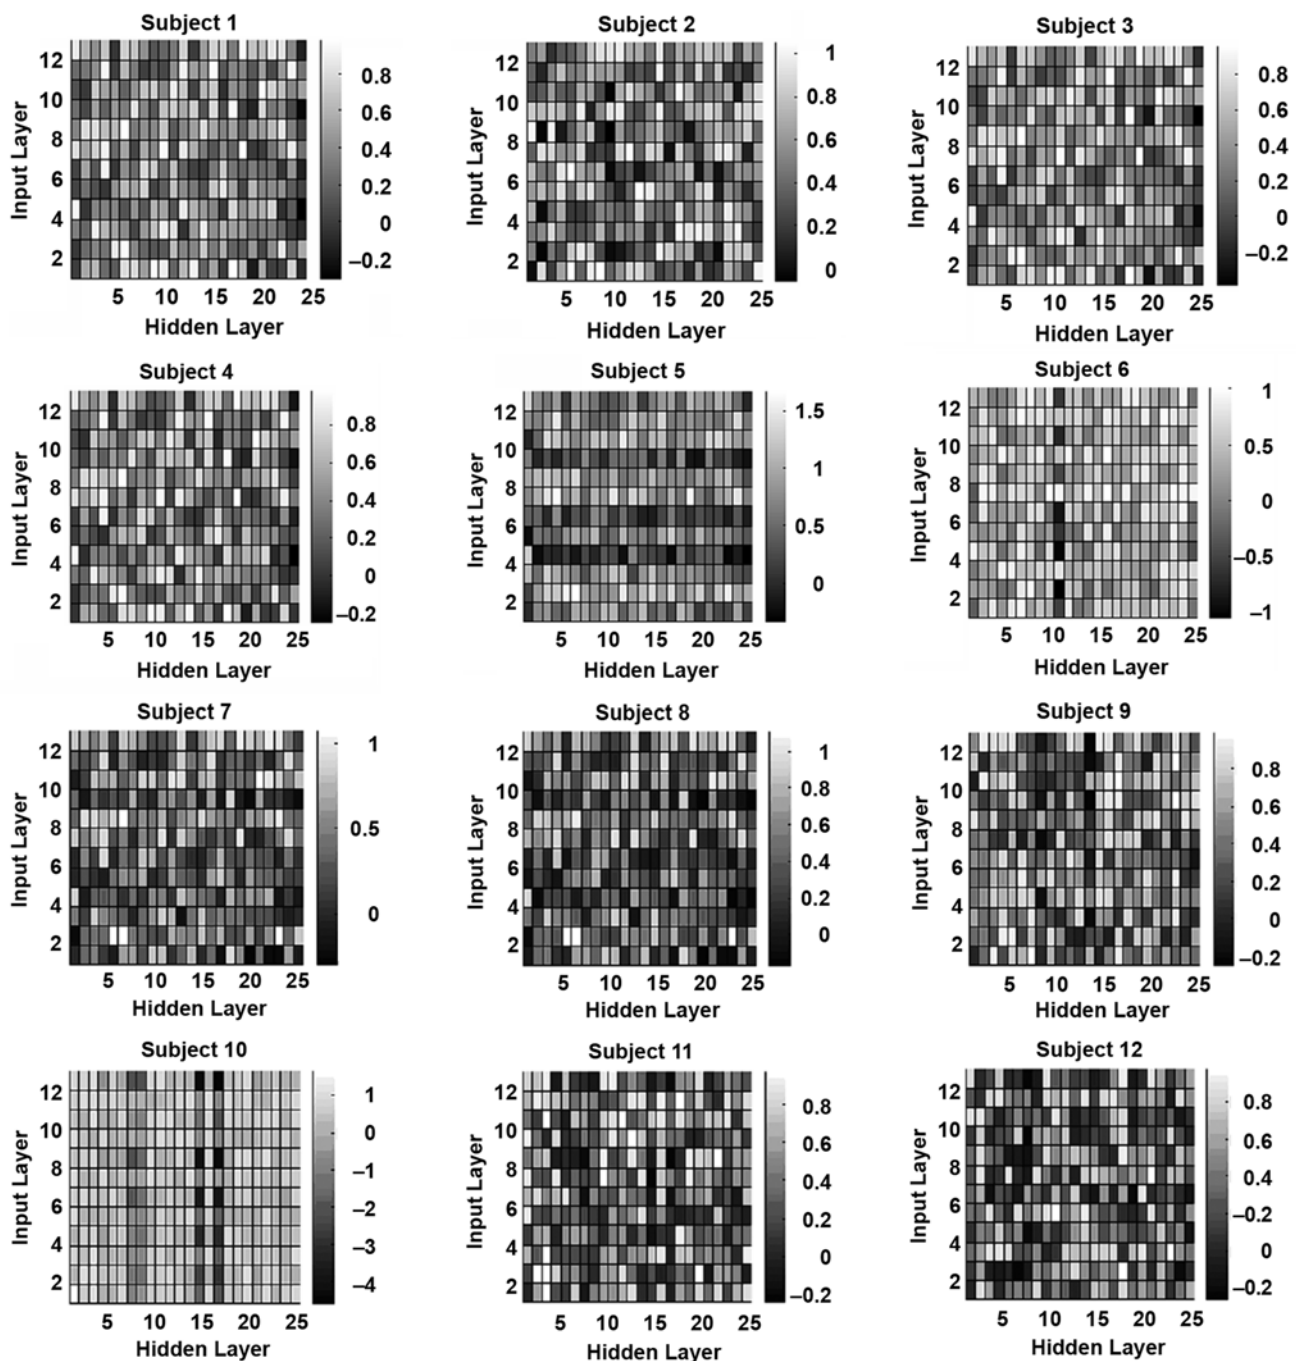 Subject 1
Input Layer
12
10
8
6
4
2
5 10 15 20 25
Hidden Layer
0.8
0.6
0.4
0.2
0
–0.2
Subject 2
Input Layer
12
10
8
6
4
2
5 10 15 20 25
Hidden Layer
1
0.8
0.6
0.4
0.2
0
Subject 3
Input Layer
12
10
8
6
4
2
5 10 15 20 25
Hidden Layer
0.8
0.6
0.4
0.2
0
–0.2
Subject 4
Input Layer
12
10
8
6
4
2
5 10 15 20 25
Hidden Layer
0.8
0.6
0.4
0.2
0
–0.2
Subject 5
Input Layer
12
10
8
6
4
2
5 10 15 20 25
Hidden Layer
1.5
1
0.5
0
Subject 6
Input Layer
12
10
8
6
4
2
5 10 15 20 25
Hidden Layer
1
0.5
0
–0.5
–1
Subject 7
Input Layer
12
10
8
6
4
2
5 10 15 20 25
Hidden Layer
1
0.5
0
Subject 8
Input Layer
12
10
8
6
4
2
5 10 15 20 25
Hidden Layer
1
0.8
0.6
0.4
0.2
0
Subject 9
Input Layer
12
10
8
6
4
2
5 10 15 20 25
Hidden Layer
0.8
0.6
0.4
0.2
0
–0.2
Subject 10
Input Layer
12
10
8
6
4
2
5 10 15 20 25
Hidden Layer
1
0
–1
–2
–3
–4
Subject 11
Input Layer
12
10
8
6
4
2
5 10 15 20 25
Hidden Layer
0.8
0.6
0.4
0.2
0
–0.2
Subject 12
Input Layer
12
10
8
6
4
2
5 10 15 20 25
Hidden Layer
0.8
0.6
0.4
–0.2
0
–0.2